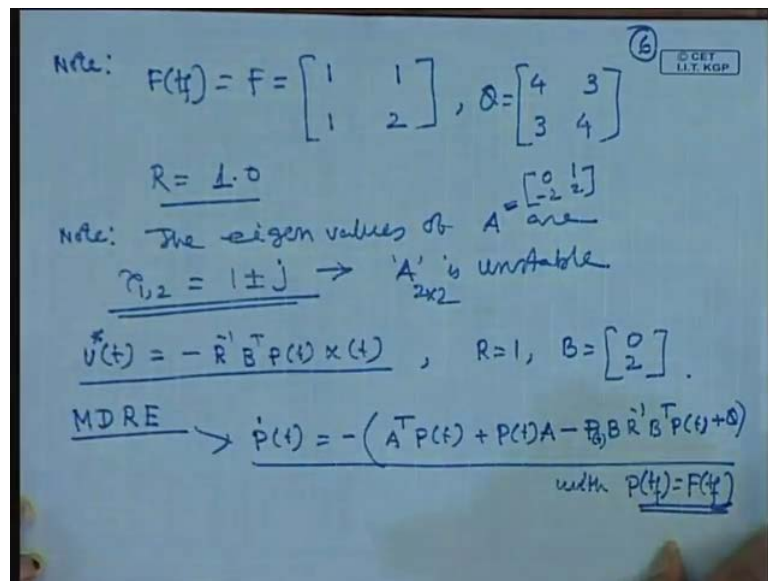 ⑥
© CET
I.I.T. KGP
Note: F(tf) = F = [1 1; 1 2], Q = [4 3; 3 4]
R = 1.0
Note: The eigen values of A = [0 1; -2 2] are
λ1,2 = 1 ± j → 'A' 2×2 is unstable.
u*(t) = - R⁻¹ Bᵀ P(t) x(t), R = 1, B = [0; 2].
MDRE → Ṗ(t) = -(Aᵀ P(t) + P(t) A - P(t) B R⁻¹ Bᵀ P(t) + Q)
with P(tf) = F(tf)